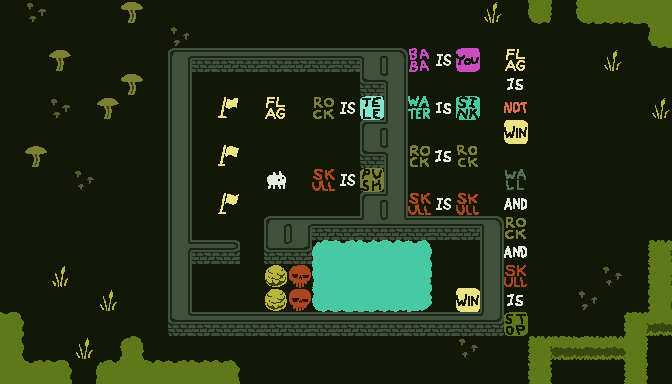 BABA IS YOU
FLAG IS NOT WIN
FLAG
ROCK IS TELE
WATER IS SINK
ROCK IS ROCK
SKULL IS PUSH
SKULL IS SKULL
WALL AND ROCK AND SKULL IS STOP
WIN